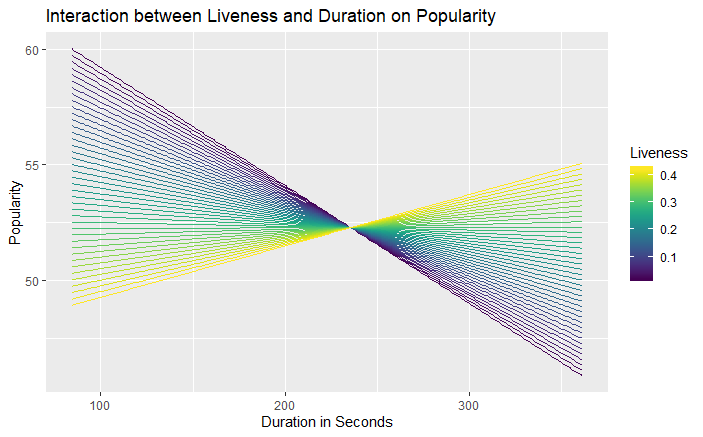 Interaction between Liveness and Duration on Popularity
60
55
50
Popularity
100 200 300
Duration in Seconds
Liveness
0.4
0.3
0.2
0.1